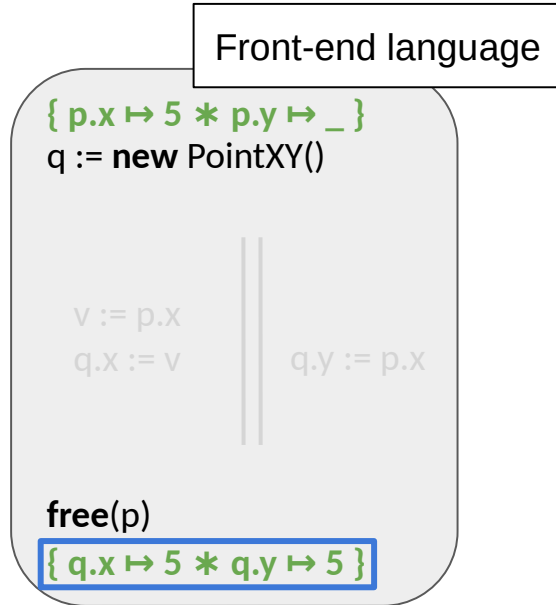 Front-end language
{ p.x ↦ 5 ∗ p.y ↦ _ }
q := new PointXY()
v := p.x
q.x := v
q.y := p.x
free(p)
{ q.x ↦ 5 ∗ q.y ↦ 5 }